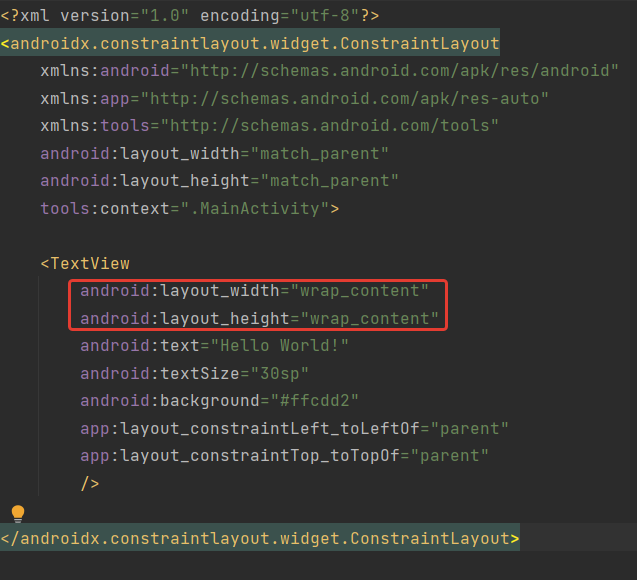 <?xml version="1.0" encoding="utf-8"?>
<androidx.constraintlayout.widget.ConstraintLayout
    xmlns:android="http://schemas.android.com/apk/res/android"
    xmlns:app="http://schemas.android.com/apk/res-auto"
    xmlns:tools="http://schemas.android.com/tools"
    android:layout_width="match_parent"
    android:layout_height="match_parent"
    tools:context=".MainActivity">
    <TextView
        android:layout_width="wrap_content"
        android:layout_height="wrap_content"
        android:text="Hello World!"
        android:textSize="30sp"
        android:background="#ffcdd2"
        app:layout_constraintLeft_toLeftOf="parent"
        app:layout_constraintTop_toTopOf="parent"
        />
</androidx.constraintlayout.widget.ConstraintLayout>